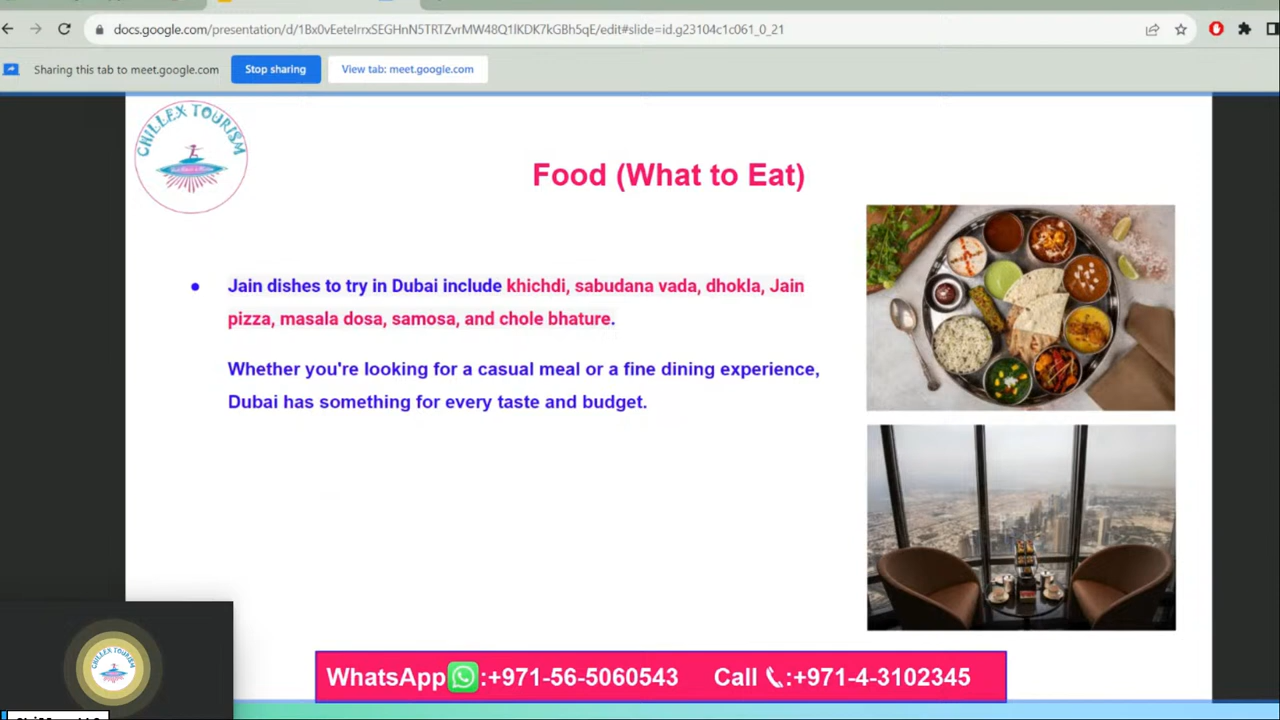 docs.google.com/presentation/d/1Bx0vEeteIrrxSEGHnN5TRTZvrMW48Q1lKDK7kGBh5qE/edit#slide=id.g23104c1c061_0_21
Sharing this tab to meet.google.com
Stop sharing
View tab: meet.google.com
CHILLEX TOURISM
Food (What to Eat)
• Jain dishes to try in Dubai include khichdi, sabudana vada, dhokla, Jain
pizza, masala dosa, samosa, and chole bhature.
Whether you're looking for a casual meal or a fine dining experience,
Dubai has something for every taste and budget.
CHILLEX TOURISM
WhatsApp :+971-56-5060543 Call :+971-4-3102345